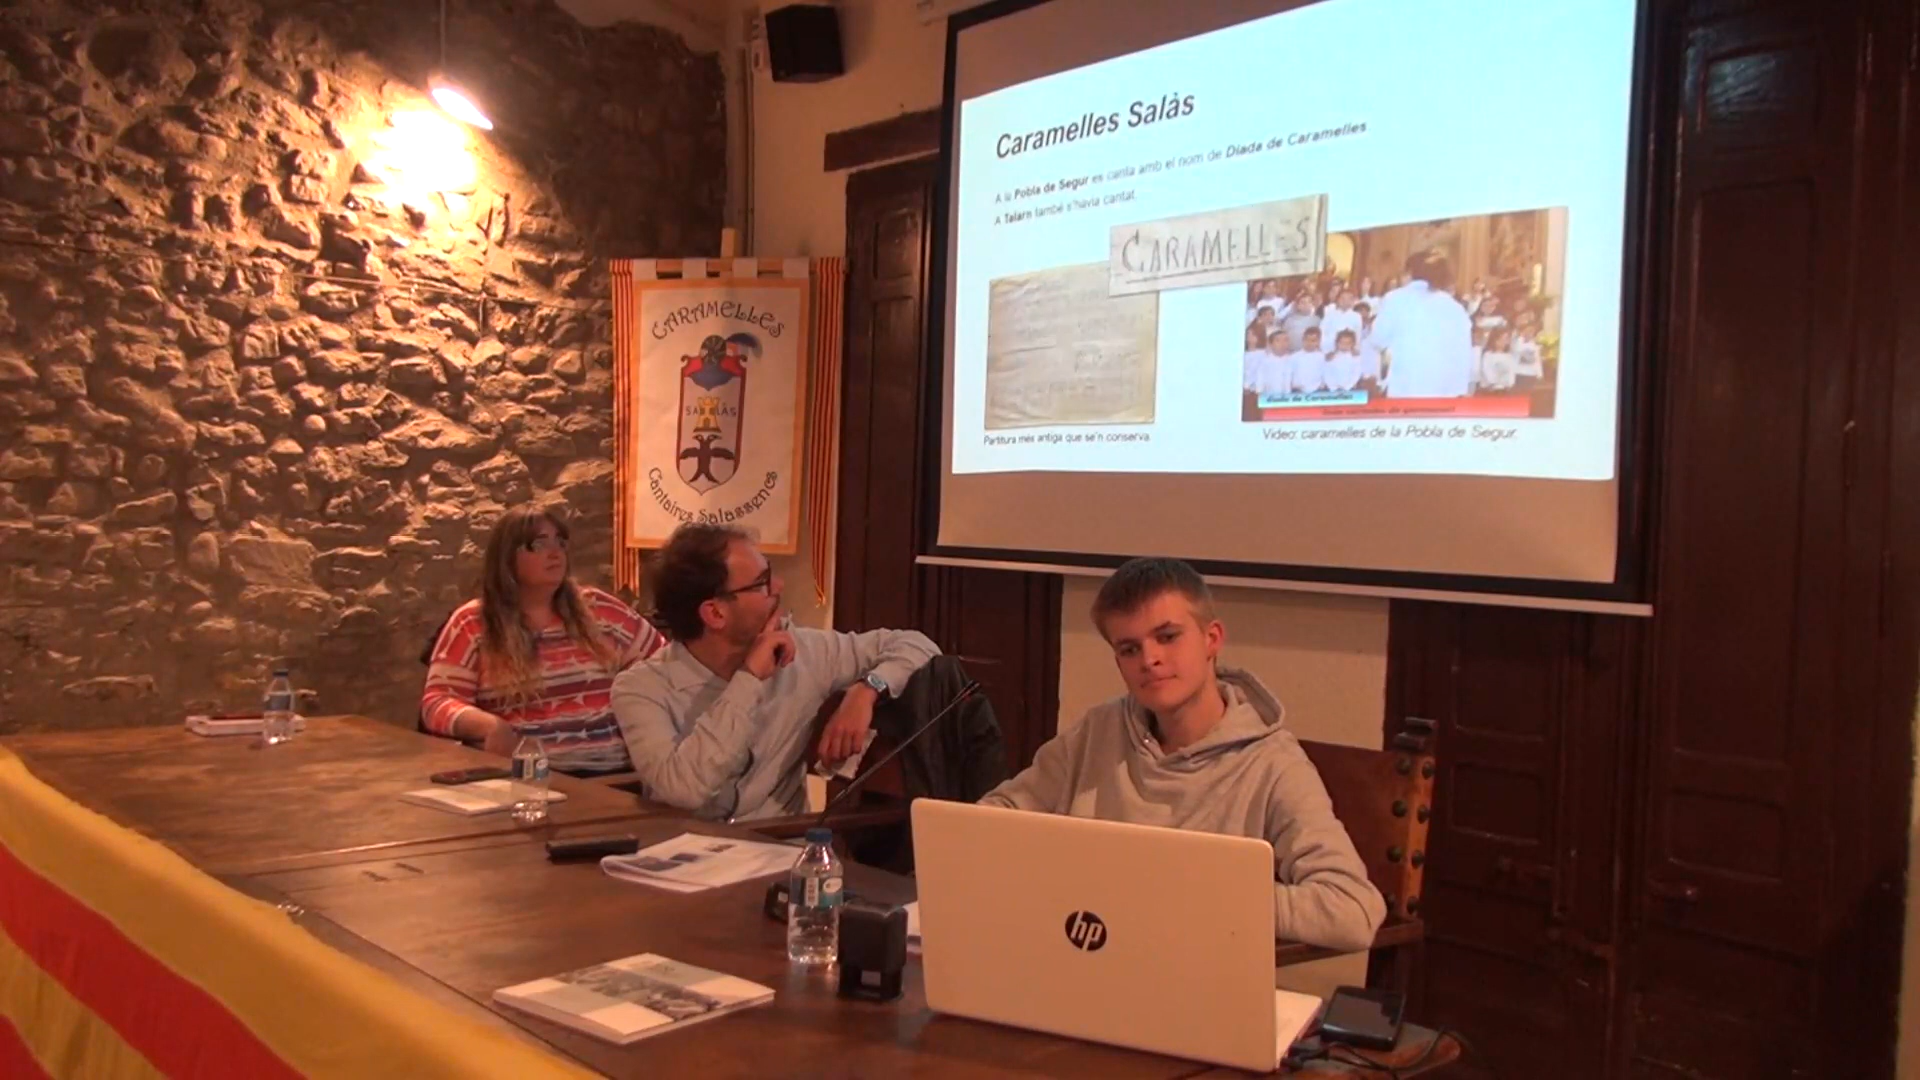 Caramelles Salàs
A la Pobla de Segur es canta amb el nom de Diada de Caramelles
A Talarn també s'havia cantat.
CARAMELLES
diada de Caramelles
Partitura més antiga que se'n conserva.
Video: caramelles de la Pobla de Segur.
CARAMELLES
SALÀS
Cantaires Salassencs
hp